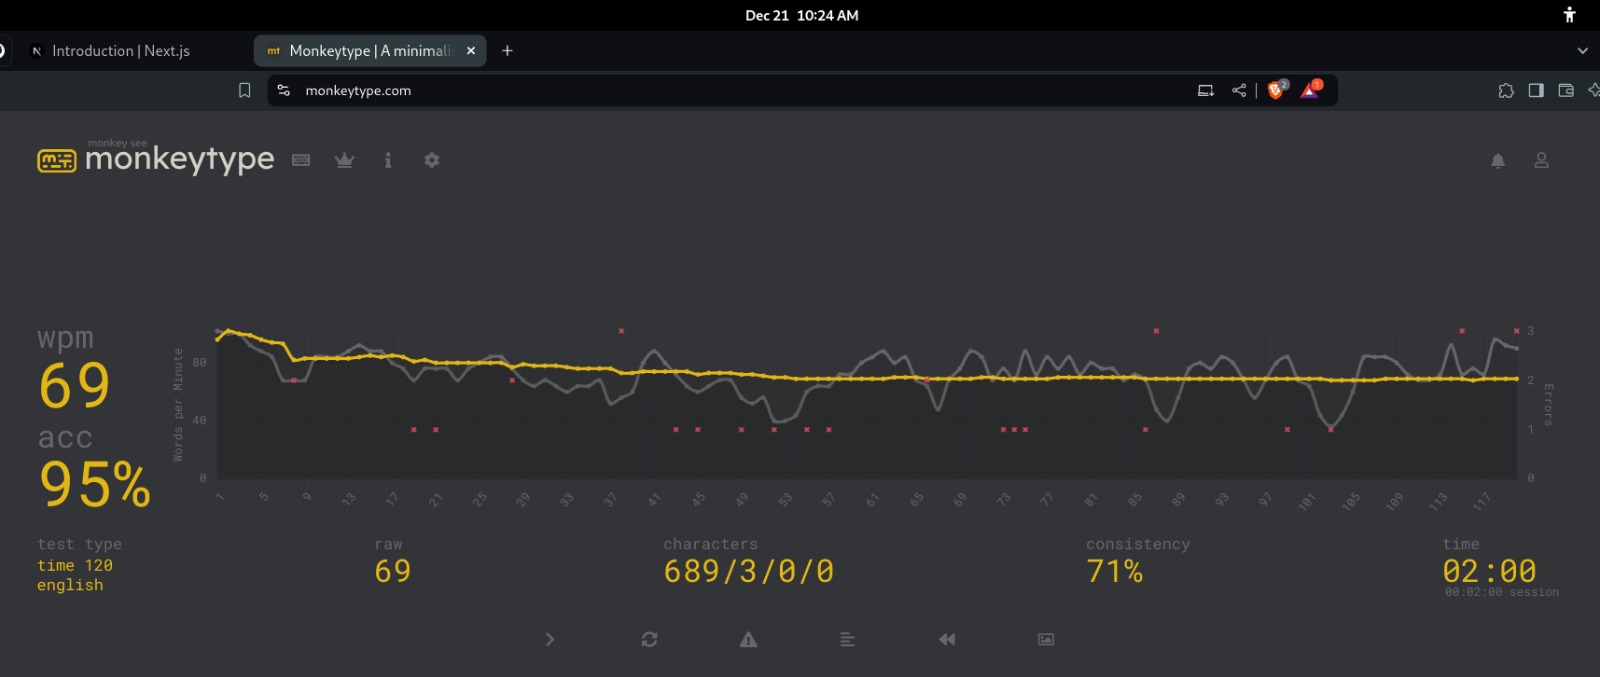 Dec 21 10:24 AM
Introduction | Next.js
mt Monkeytype | A minimali
monkeytype.com
2
1
monkey see
monkeytype
wpm
69
acc
95%
Words per Minute
80
40
0
Errors
3
2
1
0
1 5 9 13 17 21 25 29 33 37 41 45 49 53 57 61 65 69 73 77 81 85 89 93 97 101 105 109 113 117
test type
time 120
english
raw
69
characters
689/3/0/0
consistency
71%
time
02:00
00:02:00 session